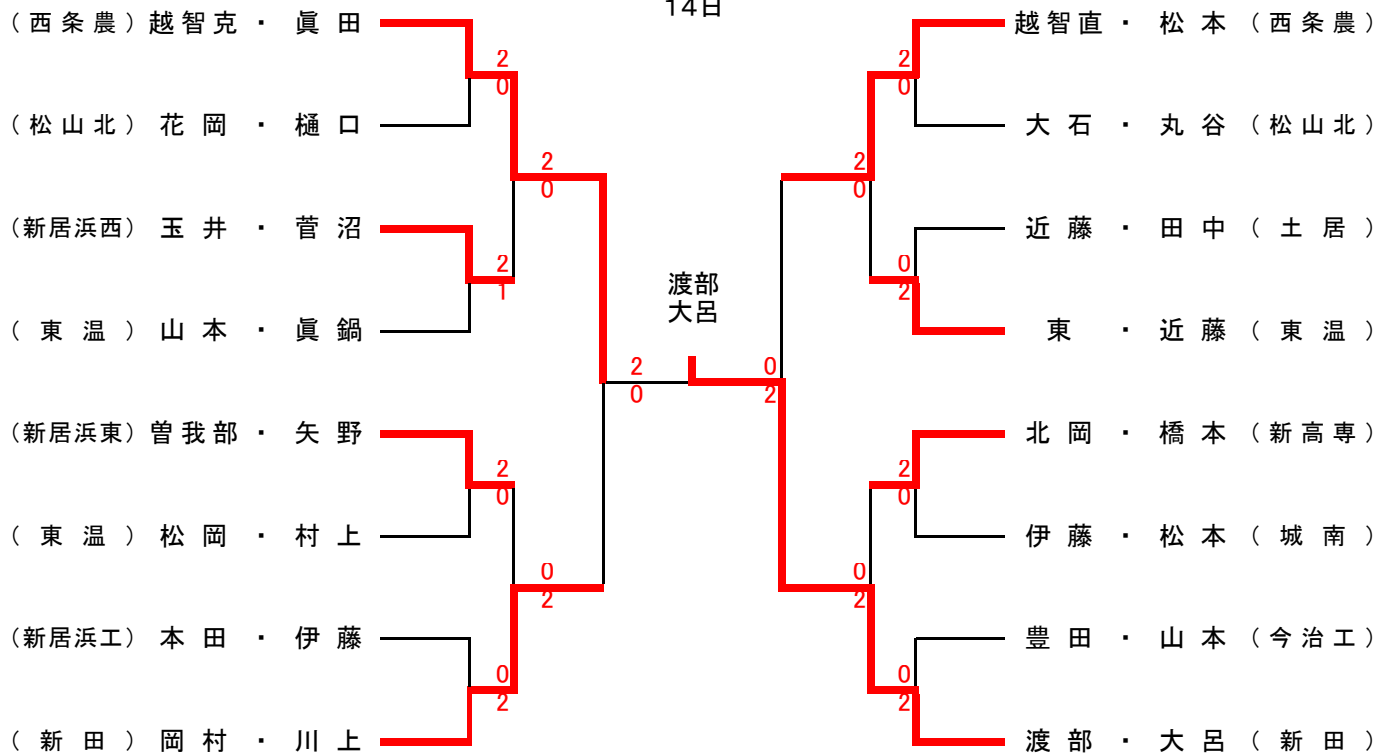 14日
(西条農) 越智克 ・ 眞田
2
0
(松山北) 花岡 ・ 樋口
2
0
(新居浜西) 玉井 ・ 菅沼
2
1
(東温) 山本 ・ 眞鍋
2
0
(新居浜東) 曽我部 ・ 矢野
2
0
(東温) 松岡 ・ 村上
0
2
(新居浜工) 本田 ・ 伊藤
0
2
(新田) 岡村 ・ 川上
渡部
大呂
越智直 ・ 松本 (西条農)
2
0
大石 ・ 丸谷 (松山北)
2
0
近藤 ・ 田中 (土居)
0
2
東 ・ 近藤 (東温)
0
2
北岡 ・ 橋本 (新高専)
2
0
伊藤 ・ 松本 (城南)
0
2
豊田 ・ 山本 (今治工)
0
2
渡部 ・ 大呂 (新田)